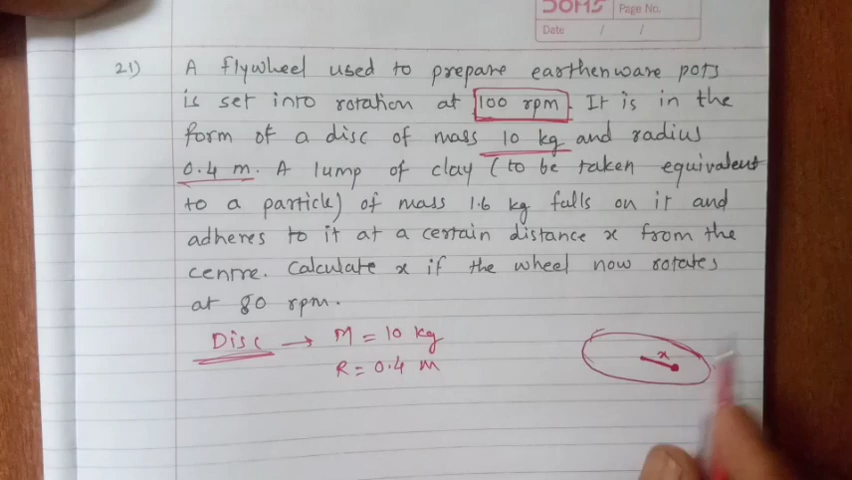 DOMS
Page No.
Date / /
21) A flywheel used to prepare earthenware pots
is set into rotation at 100 rpm. It is in the
form of a disc of mass 10 kg and radius
0.4 m. A lump of clay (to be taken equivalent
to a particle) of mass 1.6 kg falls on it and
adheres to it at a certain distance x from the
centre. Calculate x if the wheel now rotates
at 80 rpm.
Disc → M = 10 kg
R = 0.4 m
x